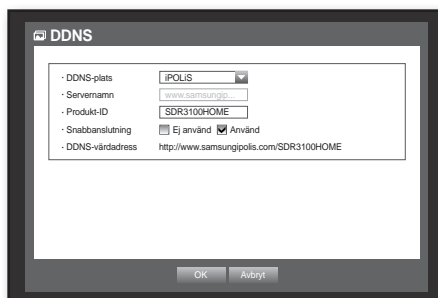 DDNS
· DDNS-plats iPOLiS
· Servernamn www.samsungip...
· Produkt-ID SDR3100HOME
· Snabbanslutning Ej använd Använd
· DDNS-värdadress http://www.samsungipolis.com/SDR3100HOME
OK Avbryt